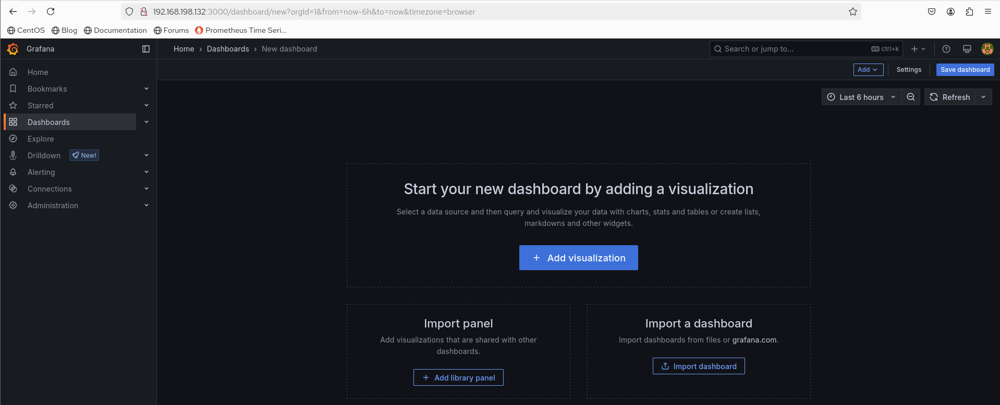 192.168.198.132:3000/dashboard/new?orgId=1&from=now-6h&to=now&timezone=browser
CentOS Blog Documentation Forums Prometheus Time Seri...
Grafana Home › Dashboards › New dashboard Search or jump to... ctrl+k
Add Settings Save dashboard
Last 6 hours Refresh
Home
Bookmarks
Starred
Dashboards
Explore
Drilldown New!
Alerting
Connections
Administration
Start your new dashboard by adding a visualization
Select a data source and then query and visualize your data with charts, stats and tables or create lists,
markdowns and other widgets.
+ Add visualization
Import panel
Add visualizations that are shared with other
dashboards.
+ Add library panel
Import a dashboard
Import dashboards from files or grafana.com.
Import dashboard